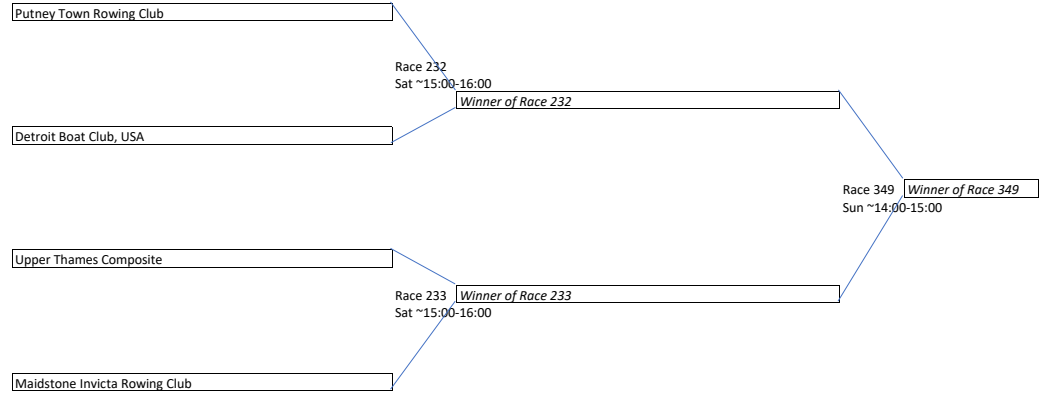 Putney Town Rowing Club
Race 232
Sat ~15:00-16:00
Winner of Race 232
Detroit Boat Club, USA
Race 349
Winner of Race 349
Sun ~14:00-15:00
Upper Thames Composite
Race 233
Winner of Race 233
Sat ~15:00-16:00
Maidstone Invicta Rowing Club